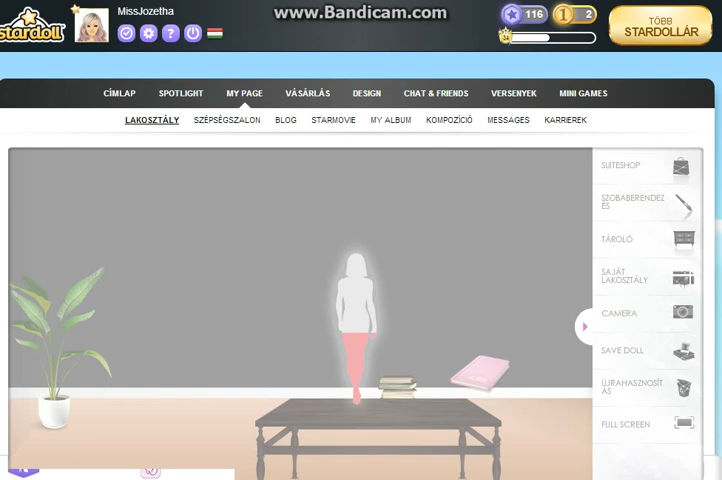 www.Bandicam.com
stardoll
MissJozetha
116
2
24
TÖBB
STARDOLLÁR
CÍMLAP SPOTLIGHT MY PAGE VÁSÁRLÁS DESIGN CHAT & FRIENDS VERSENYEK MINI GAMES
LAKOSZTÁLY SZÉPSÉGSZALON BLOG STARMOVIE MY ALBUM KOMPOZÍCIÓ MESSAGES KARRIEREK
SUITESHOP
SZOBABERENDEZ
ÉS
TÁROLÓ
SAJÁT
LAKOSZTÁLY
CAMERA
SAVE DOLL
ÚJRAHASZNOSÍT
ÁS
FULL SCREEN